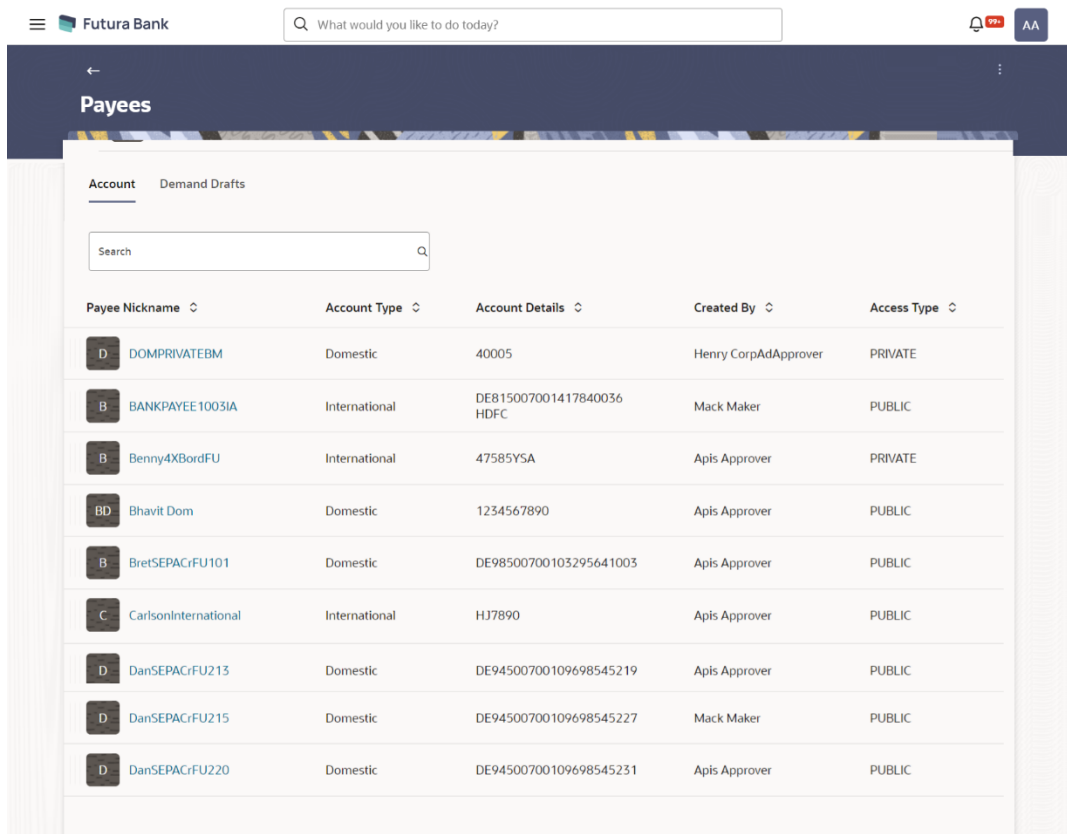 Futura Bank What would you like to do today? 99+ AA
Payees
Account Demand Drafts
Search
Payee Nickname Account Type Account Details Created By Access Type
D DOMPRIVATEBM Domestic 40005 Henry CorpAdApprover PRIVATE
B BANKPAYEE1003IA International DE815007001417840036 Mack Maker PUBLIC
HDFC
B Benny4XBordFU International 47585YSA Apis Approver PRIVATE
BD Bhavit Dom Domestic 1234567890 Apis Approver PUBLIC
B BretSEPACrFU101 Domestic DE98500700103295641003 Apis Approver PUBLIC
C CarlsonInternational International HJ7890 Apis Approver PUBLIC
D DanSEPACrFU213 Domestic DE94500700109698545219 Apis Approver PUBLIC
D DanSEPACrFU215 Domestic DE94500700109698545227 Mack Maker PUBLIC
D DanSEPACrFU220 Domestic DE94500700109698545231 Apis Approver PUBLIC